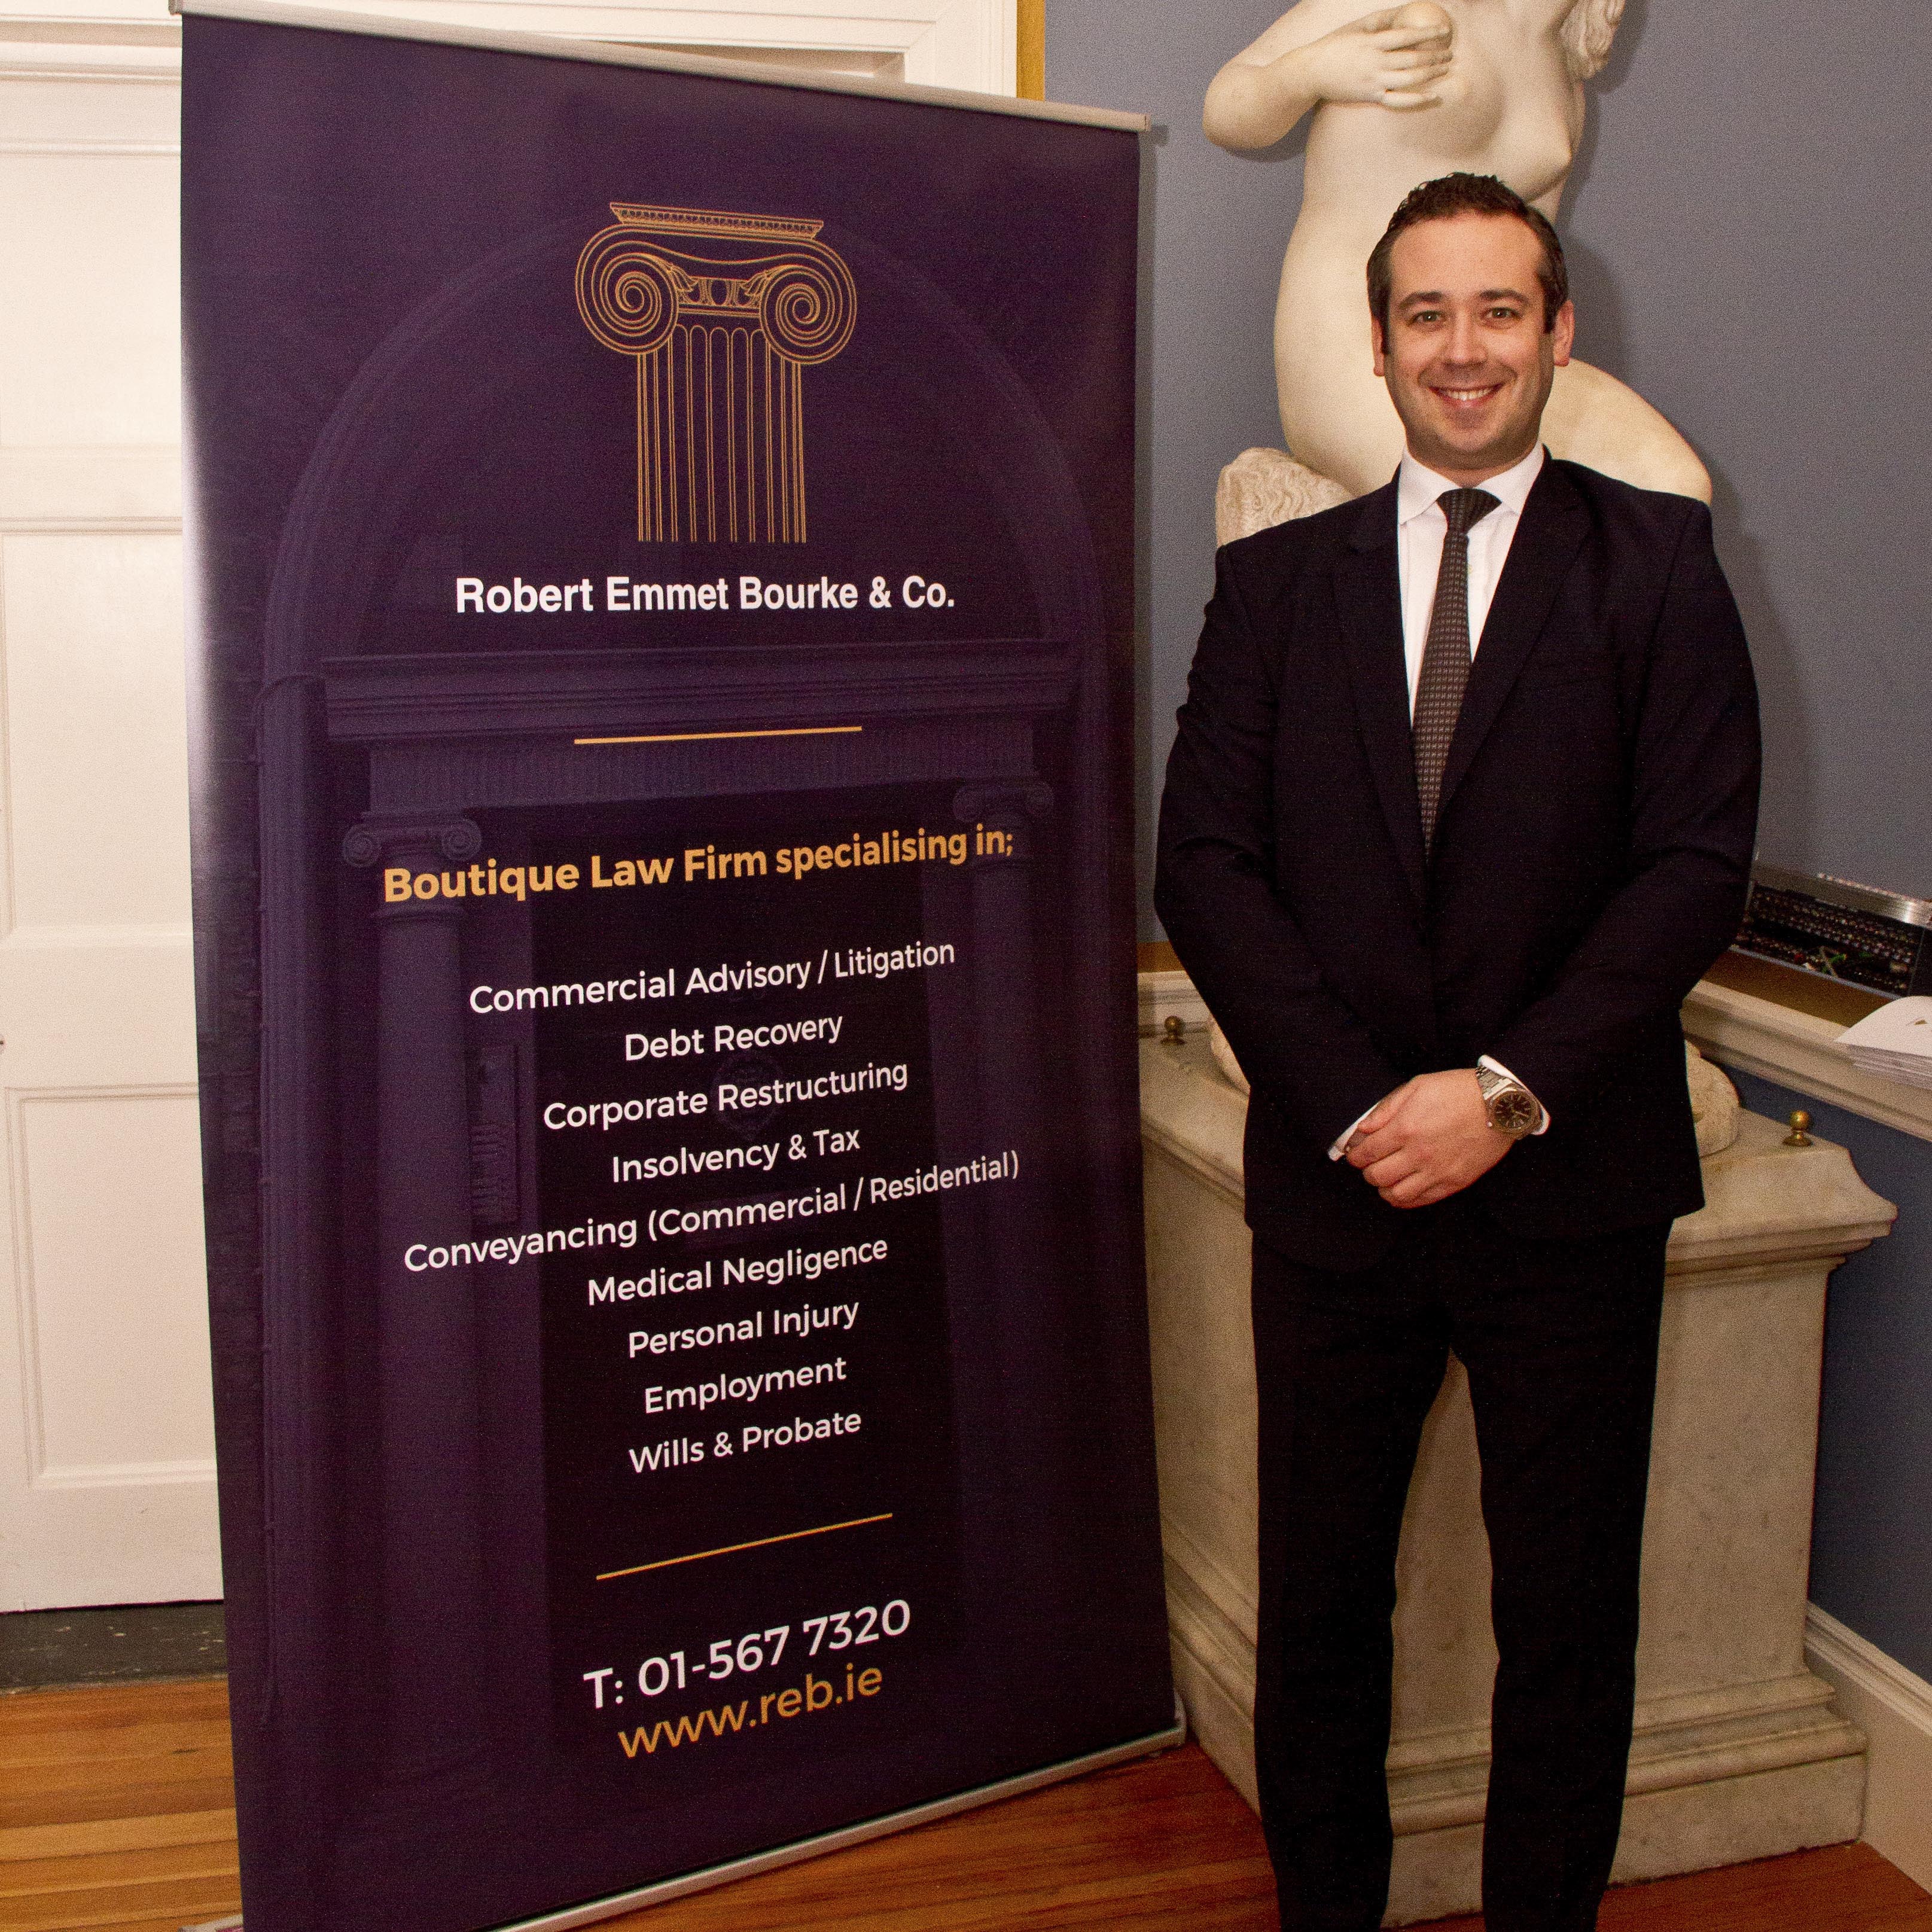 Robert Emmet Bourke & Co.
Boutique Law Firm specialising in;
Commercial Advisory / Litigation
Debt Recovery
Corporate Restructuring
Insolvency & Tax
Conveyancing (Commercial / Residential)
Medical Negligence
Personal Injury
Employment
Wills & Probate
T: 01-567 7320
www.reb.ie